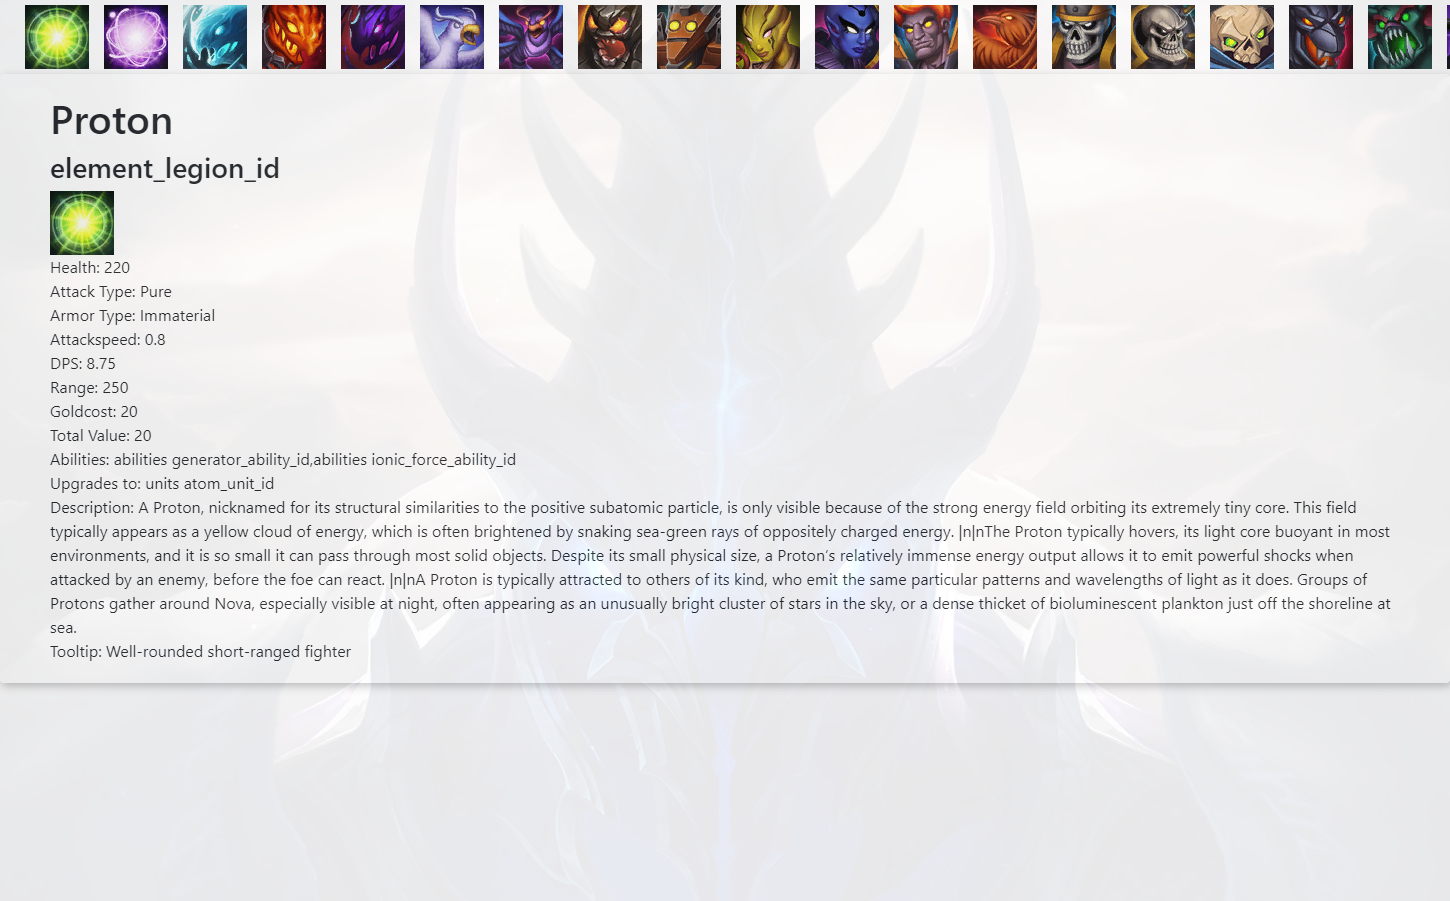 Proton
element_legion_id
Health: 220
Attack Type: Pure
Armor Type: Immaterial
Attackspeed: 0.8
DPS: 8.75
Range: 250
Goldcost: 20
Total Value: 20
Abilities: abilities generator_ability_id,abilities ionic_force_ability_id
Upgrades to: units atom_unit_id
Description: A Proton, nicknamed for its structural similarities to the positive subatomic particle, is only visible because of the strong energy field orbiting its extremely tiny core. This field
typically appears as a yellow cloud of energy, which is often brightened by snaking sea-green rays of oppositely charged energy. |n|nThe Proton typically hovers, its light core buoyant in most
environments, and it is so small it can pass through most solid objects. Despite its small physical size, a Proton’s relatively immense energy output allows it to emit powerful shocks when
attacked by an enemy, before the foe can react. |n|nA Proton is typically attracted to others of its kind, who emit the same particular patterns and wavelengths of light as it does. Groups of
Protons gather around Nova, especially visible at night, often appearing as an unusually bright cluster of stars in the sky, or a dense thicket of bioluminescent plankton just off the shoreline at
sea.
Tooltip: Well-rounded short-ranged fighter